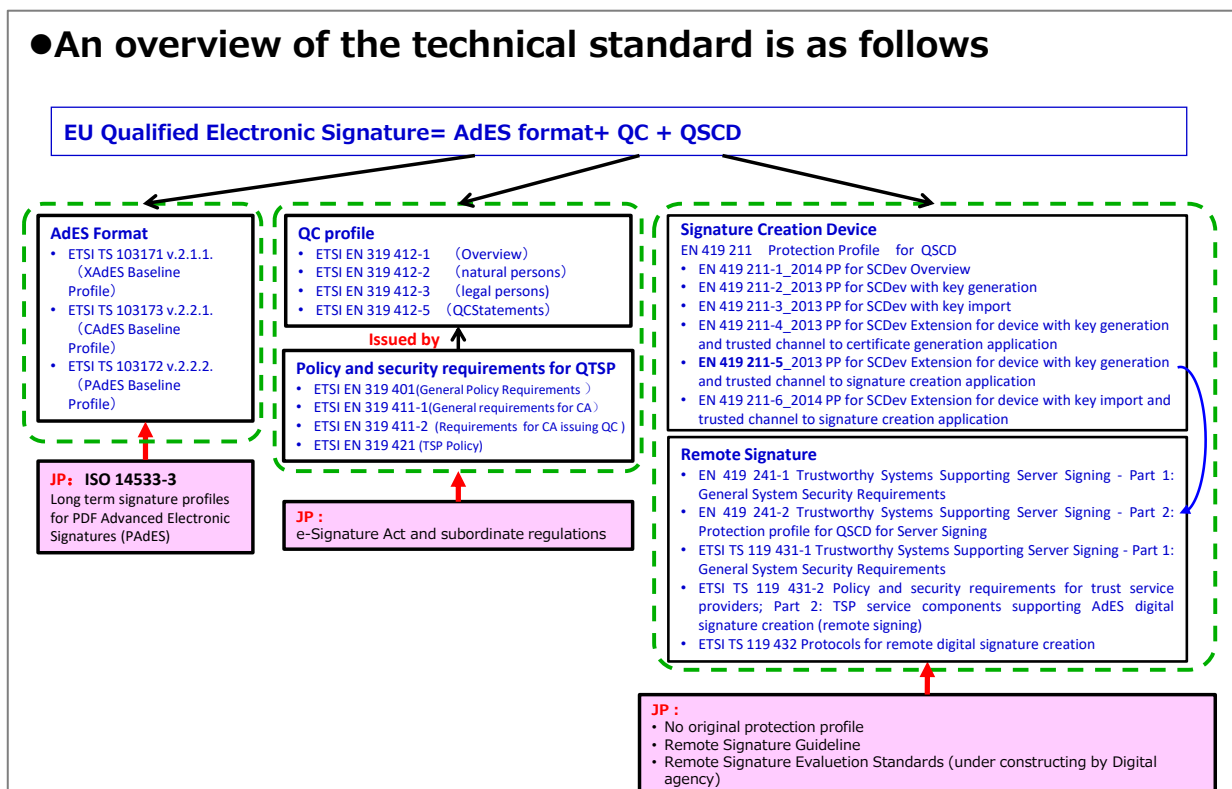 ●An overview of the technical standard is as follows
EU Qualified Electronic Signature= AdES format+ QC + QSCD
AdES Format
• ETSI TS 103171 v.2.1.1.
（XAdES Baseline
Profile）
• ETSI TS 103173 v.2.2.1.
（CAdES Baseline
Profile）
• ETSI TS 103172 v.2.2.2.
（PAdES Baseline
Profile）
JP： ISO 14533-3
Long term signature profiles
for PDF Advanced Electronic
Signatures (PAdES)
QC profile
• ETSI EN 319 412-1 （Overview）
• ETSI EN 319 412-2 （natural persons）
• ETSI EN 319 412-3 （legal persons)
• ETSI EN 319 412-5 （QCStatements）
Issued by
Policy and security requirements for QTSP
• ETSI EN 319 401(General Policy Requirements ）
• ETSI EN 319 411-1(General requirements for CA）
• ETSI EN 319 411-2 (Requirements for CA issuing QC )
• ETSI EN 319 421 (TSP Policy)
JP :
e-Signature Act and subordinate regulations
Signature Creation Device
EN 419 211 Protection Profile for QSCD
• EN 419 211-1_2014 PP for SCDev Overview
• EN 419 211-2_2013 PP for SCDev with key generation
• EN 419 211-3_2013 PP for SCDev with key import
• EN 419 211-4_2013 PP for SCDev Extension for device with key generation
and trusted channel to certificate generation application
• EN 419 211-5_2013 PP for SCDev Extension for device with key generation
and trusted channel to signature creation application
• EN 419 211-6_2014 PP for SCDev Extension for device with key import and
trusted channel to signature creation application
Remote Signature
• EN 419 241-1 Trustworthy Systems Supporting Server Signing - Part 1:
General System Security Requirements
• EN 419 241-2 Trustworthy Systems Supporting Server Signing - Part 2:
Protection profile for QSCD for Server Signing
• ETSI TS 119 431-1 Trustworthy Systems Supporting Server Signing - Part 1:
General System Security Requirements
• ETSI TS 119 431-2 Policy and security requirements for trust service
providers; Part 2: TSP service components supporting AdES digital
signature creation (remote signing)
• ETSI TS 119 432 Protocols for remote digital signature creation
JP :
• No original protection profile
• Remote Signature Guideline
• Remote Signature Evaluation Standards (under constructing by Digital
agency)